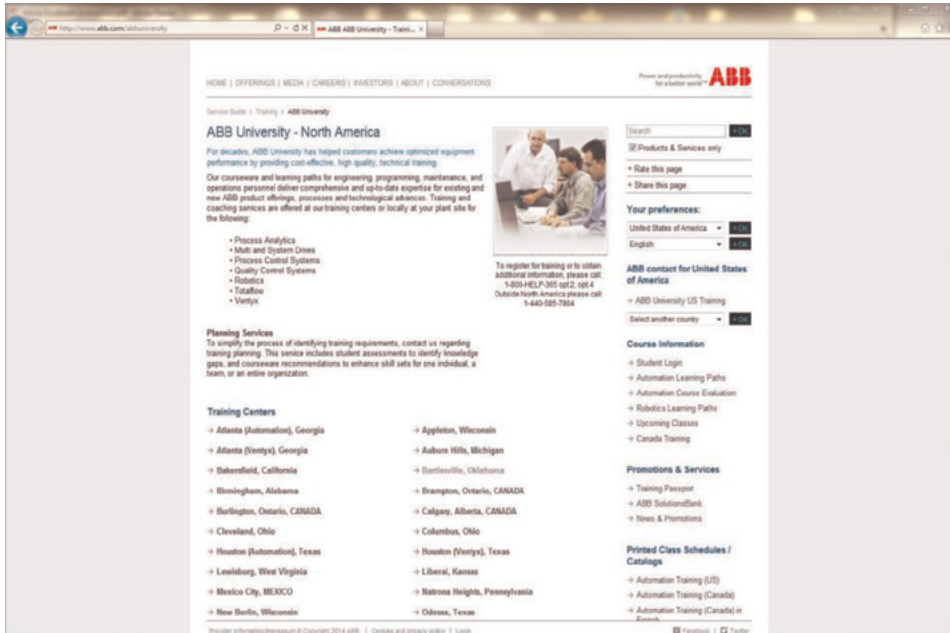 http://www.abb.com/abbuniversity
ABB ABB University - Traini...
HOME | OFFERINGS | MEDIA | CAREERS | INVESTORS | ABOUT | CONVERSATIONS
Power and productivity
for a better world™
ABB
Service Guide > Training > ABB University
ABB University - North America
For decades, ABB University has helped customers achieve optimized equipment
performance by providing cost-effective, high quality, technical training.
Our courseware and learning paths for engineering, programming, maintenance, and
operations personnel deliver comprehensive and up-to-date expertise for existing and
new ABB product offerings, processes and technological advances. Training and
coaching services are offered at our training centers or locally at your plant site for
the following:
• Process Analytics
• Multi and System Drives
• Process Control Systems
• Quality Control Systems
• Robotics
• Totalflow
• Ventyx
To register for training or to obtain
additional information, please call:
1-800-HELP-365 opt.2, opt.4
Outside North America please call:
1-440-585-7804
Planning Services
To simplify the process of identifying training requirements, contact us regarding
training planning. This service includes student assessments to identify knowledge
gaps, and courseware recommendations to enhance skill sets for one individual, a
team, or an entire organization.
Training Centers
→ Atlanta (Automation), Georgia
→ Appleton, Wisconsin
→ Atlanta (Ventyx), Georgia
→ Auburn Hills, Michigan
→ Bakersfield, California
→ Bartlesville, Oklahoma
→ Birmingham, Alabama
→ Brampton, Ontario, CANADA
→ Burlington, Ontario, CANADA
→ Calgary, Alberta, CANADA
→ Cleveland, Ohio
→ Columbus, Ohio
→ Houston (Automation), Texas
→ Houston (Ventyx), Texas
→ Lewisburg, West Virginia
→ Liberal, Kansas
→ Mexico City, MEXICO
→ Natrona Heights, Pennsylvania
→ New Berlin, Wisconsin
→ Odessa, Texas
Search
OK
Products & Services only
+ Rate this page
+ Share this page
Your preferences:
United States of America
OK
English
OK
ABB contact for United States
of America
→ ABB University US Training
Select another country
OK
Course Information
→ Student Login
→ Automation Learning Paths
→ Automation Course Evaluation
→ Robotics Learning Paths
→ Upcoming Classes
→ Canada Training
Promotions & Services
→ Training Passport
→ ABB SolutionsBank
→ News & Promotions
Printed Class Schedules /
Catalogs
→ Automation Training (US)
→ Automation Training (Canada)
→ Automation Training (Canada) in
French
Provider information/Impressum © Copyright 2014 ABB. | Cookies and privacy policy | Login
Facebook | Twitter